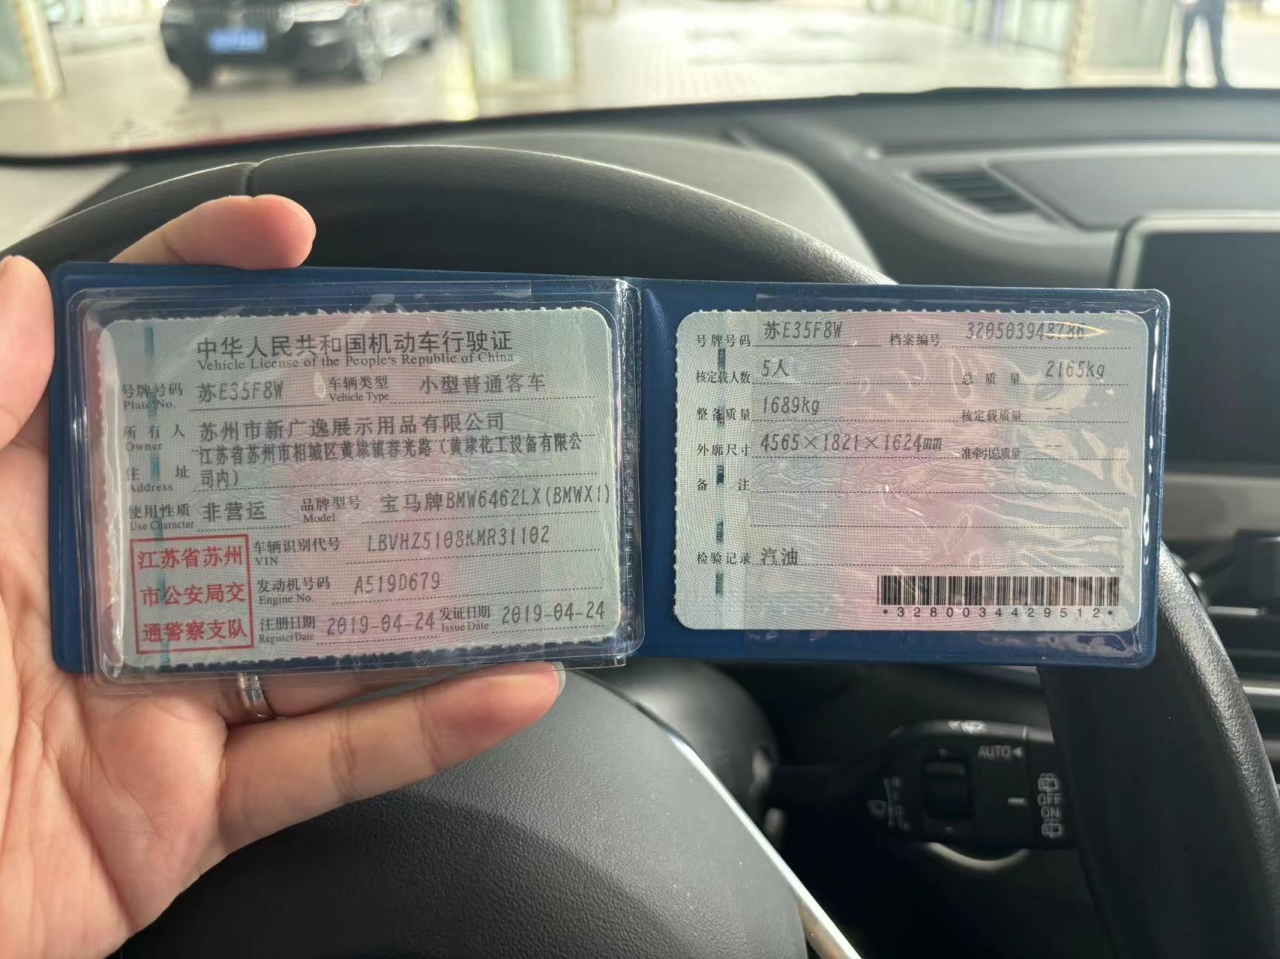 中华人民共和国机动车行驶证
Vehicle License of the People's Republic of China
号牌号码 苏E35F8W 车辆类型 小型普通客车
Plate No. Vehicle Type
所有人 苏州市新广逸展示用品有限公司
Owner
江苏省苏州市相城区黄埭镇春光路（黄埭化工设备有限公
住址 司内）
Address
使用性质 非营运 品牌型号 宝马牌BMW6462LX(BMWX1)
Use Character Model
江苏省苏州
市公安局交
通警察支队
车辆识别代号 LBVHZ5108KMR31102
VIN
发动机号码 A519D679
Engine No.
注册日期 2019-04-24 发证日期 2019-04-24
Register Date Issue Date
号牌号码 苏E35F8W 档案编号 320503948786
核定载人数 5人 总质量 2165kg
整备质量 1689kg 核定载质量 --
外廓尺寸 4565×1821×1624mm 准牵引总质量 --
备注
检验记录 汽油
*3280034429512*
AUTO
OFF
ON